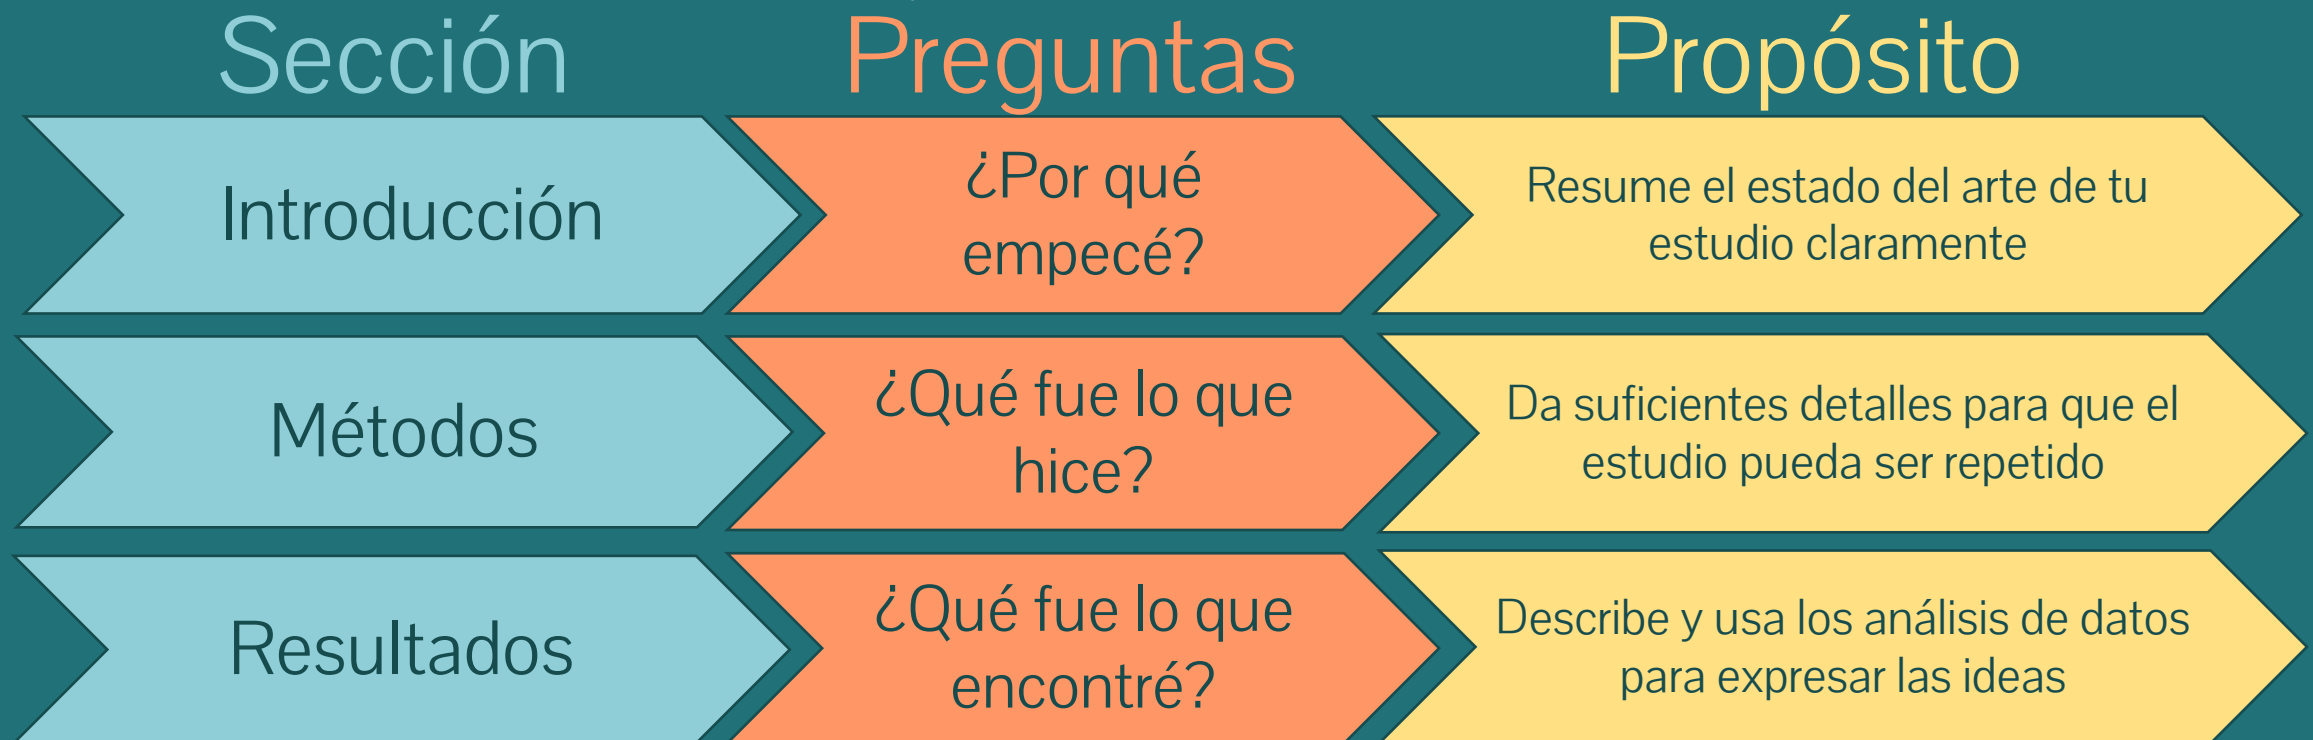 Sección
Preguntas
Propósito
Introducción
¿Por qué
empecé?
Resume el estado del arte de tu
estudio claramente
Métodos
¿Qué fue lo que
hice?
Da suficientes detalles para que el
estudio pueda ser repetido
Resultados
¿Qué fue lo que
encontré?
Describe y usa los análisis de datos
para expresar las ideas